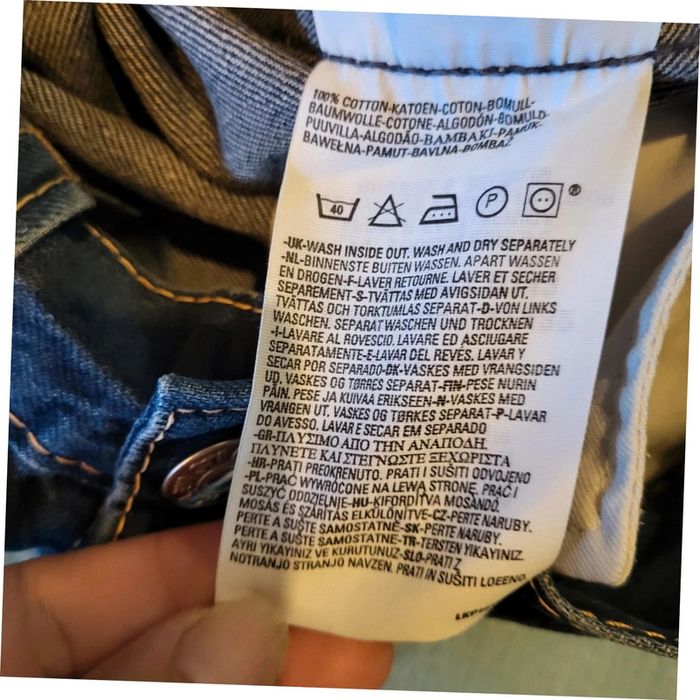 100% COTTON-KATOEN-COTON-BOMULL-
BAUMWOLLE-COTONE-ALGODÓN-BOMULD-
PUUVILLA-ALGODÃO-BAMBAKI-PAMUK-
BAWEŁNA-PAMUT-BAVLNA-BOMBAŽ
40 P ®
-UK-WASH INSIDE OUT. WASH AND DRY SEPARATELY
-NL-BINNENSTE BUITEN WASSEN. APART WASSEN
EN DROGEN-F-LAVER RETOURNE. LAVER ET SECHER
SEPAREMENT-S-TVÄTTAS MED AVIGSIDAN UT.
TVÄTTAS OCH TORKTUMLAS SEPARAT-D-VON LINKS
WASCHEN. SEPARAT WASCHEN UND TROCKNEN
-I-LAVARE AL ROVESCIO. LAVARE ED ASCIUGARE
SEPARATAMENTE-E-LAVAR DEL REVÉS. LAVAR Y
SECAR POR SEPARADO-DK-VASKES MED VRANGSIDEN
UD. VASKES OG TØRRES SEPARAT-FIN-PESE NURIN
PÄIN. PESE JA KUIVAA ERIKSEEN-N-VASKES MED
VRANGEN UT. VASKES OG TØRKES SEPARAT-P-LAVAR
DO AVESSO. LAVAR E SECAR EM SEPARADO
-GR-ΠΛΥΣΙΜΟ ΑΠΟ ΤΗΝ ΑΝΑΠΟΔΗ.
ΠΛΥΝΕΤΕ ΚΑΙ ΣΤΕΓΝΩΣΤΕ ΞΕΧΩΡΙΣΤΑ
-HR-PRATI PREOKRENUTO. PRATI I SUŠITI ODVOJENO
-PL-PRAĆ WYWRÓCONE NA LEWĄ STRONĘ. PRAĆ I
SUSZYĆ ODDZIELNIE-HU-KIFORDÍTVA MOSANDÓ.
MOSÁS ÉS SZÁRÍTÁS ELKÜLÖNÍTVE-CZ-PERTE NARUBY.
PERTE A SUŠTE SAMOSTATNĚ-SK-PERTE NARUBY.
PERTE A SUŠTE SAMOSTATNE-TR-TERSTEN YIKAYINIZ.
AYRI YIKAYINIZ VE KURUTUNUZ-SLO-PRATI Z
NOTRANJO STRANJO NAVZEN. PRATI IN SUŠITI LOČENO.